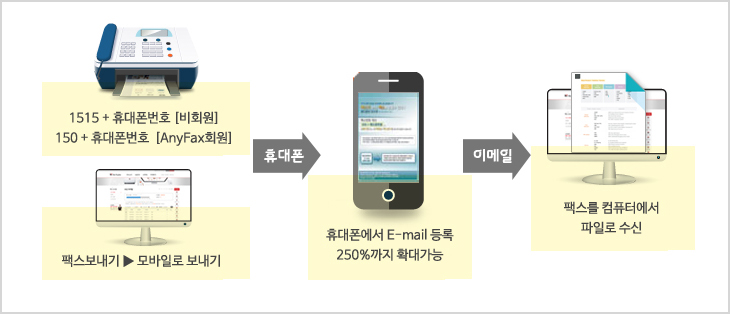 1515 + 휴대폰번호 [비회원]
150 + 휴대폰번호 [AnyFax회원]
팩스보내기 ▶ 모바일로 보내기
휴대폰
휴대폰에서 E-mail 등록
250%까지 확대가능
이메일
팩스를 컴퓨터에서
파일로 수신